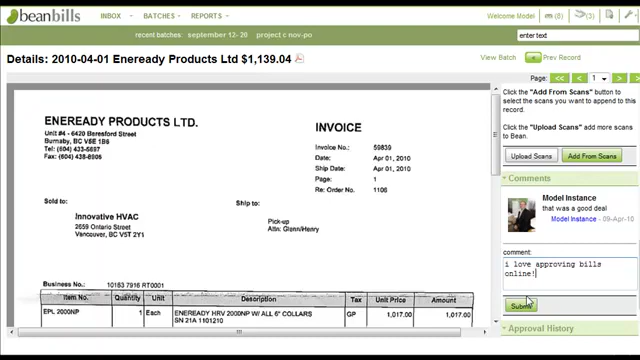 beanbills
INBOX
BATCHES
REPORTS
Welcome Model
(8)
(3)
recent batches: september 12- 20 project c nov-po
enter text
Details: 2010-04-01 Eneready Products Ltd $1,139.04
View Batch
Prev Record
Page: << < 1 > >
ENEREADY PRODUCTS LTD.
Unit #4 - 6420 Beresford Street
Burnaby, BC V5E 1B6
Tel: (604) 433-5697
Fax: (604) 438-8906
INVOICE
Invoice No.: 59839
Date: Apr 01, 2010
Ship Date: Apr 01, 2010
Page: 1
Re: Order No. 1106
Sold to:
Innovative HVAC
2659 Ontario Street
Vancouver, BC V5T 2Y1
Ship to:
Pick-up
Attn: Glenn/Henry
Business No.: 10183 7916 RT0001
Item No. Quantity Unit Description Tax Unit Price Amount
EPL 2000NP 1 Each ENEREADY HRV 2000NP W/ ALL 6" COLLARS GP 1,017.00 1,017.00
SN 21A 1101210
Click the "Add From Scans" button to
select the scans you want to append to this
record.
Click the "Upload Scans" add more scans
to Bean.
Upload Scans
Add From Scans
Comments
Model Instance
that was a good deal
Model Instance - 09-Apr-10
comment:
i love approving bills
online!
Submit
Approval History